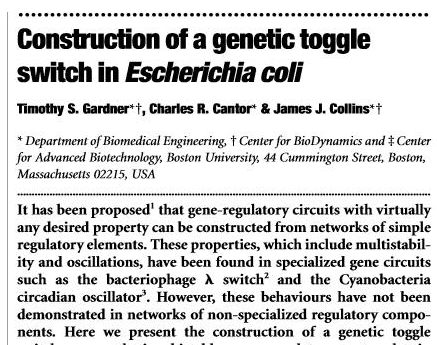 Construction of a genetic toggle
switch in Escherichia coli
Timothy S. Gardner*†, Charles R. Cantor* & James J. Collins*†
* Department of Biomedical Engineering, † Center for BioDynamics and ‡ Center
for Advanced Biotechnology, Boston University, 44 Cummington Street, Boston,
Massachusetts 02215, USA
It has been proposed¹ that gene-regulatory circuits with virtually
any desired property can be constructed from networks of simple
regulatory elements. These properties, which include multistabil-
ity and oscillations, have been found in specialized gene circuits
such as the bacteriophage λ switch² and the Cyanobacteria
circadian oscillator³. However, these behaviours have not been
demonstrated in networks of non-specialized regulatory compo-
nents. Here we present the construction of a genetic toggle